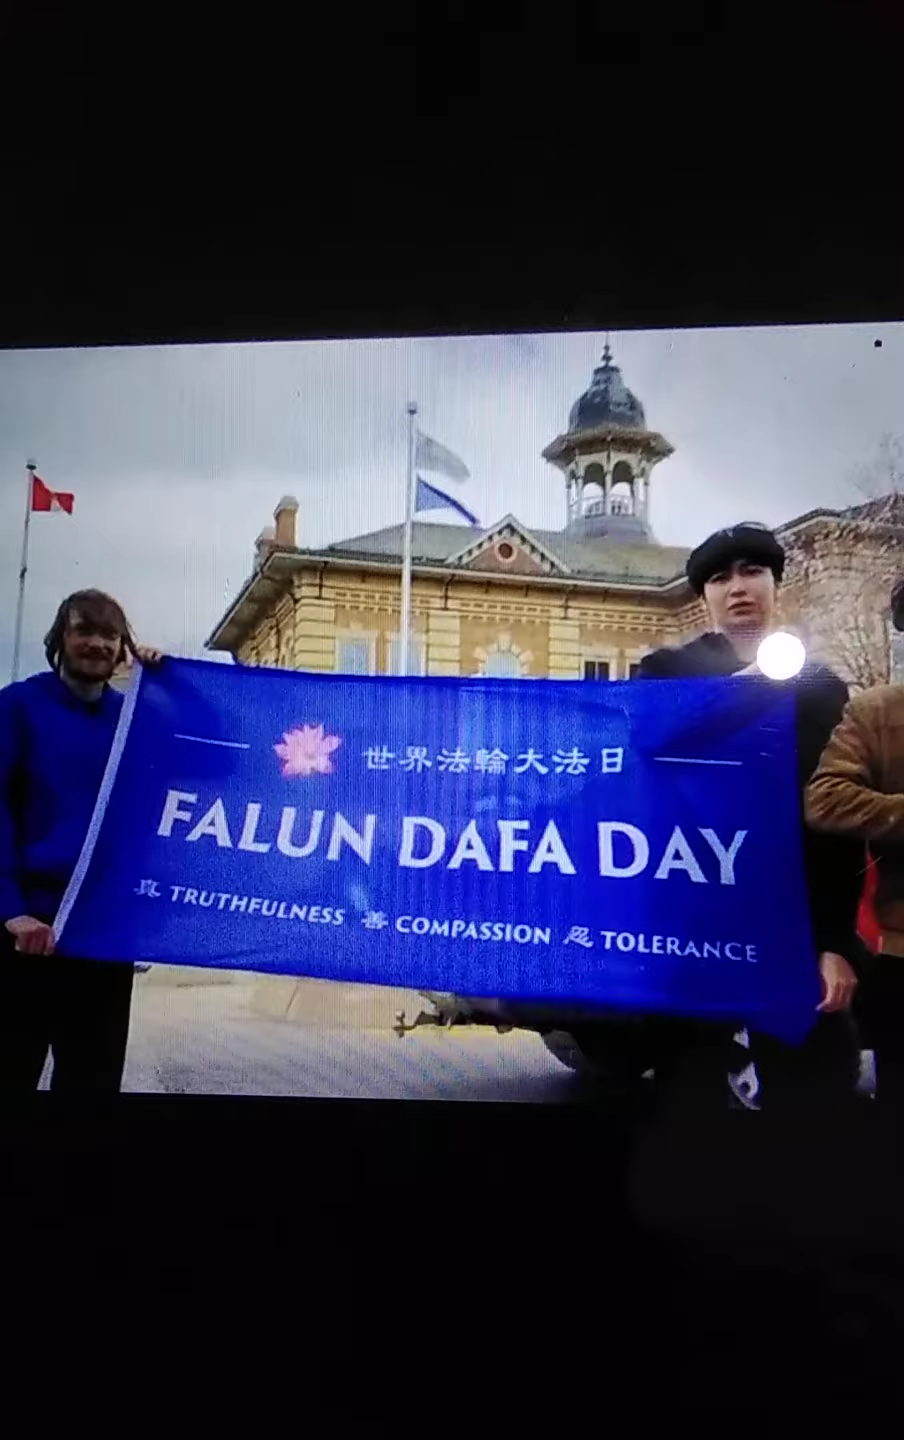 世界法輪大法日
FALUN DAFA DAY
真 TRUTHFULNESS 善 COMPASSION 忍 TOLERANCE